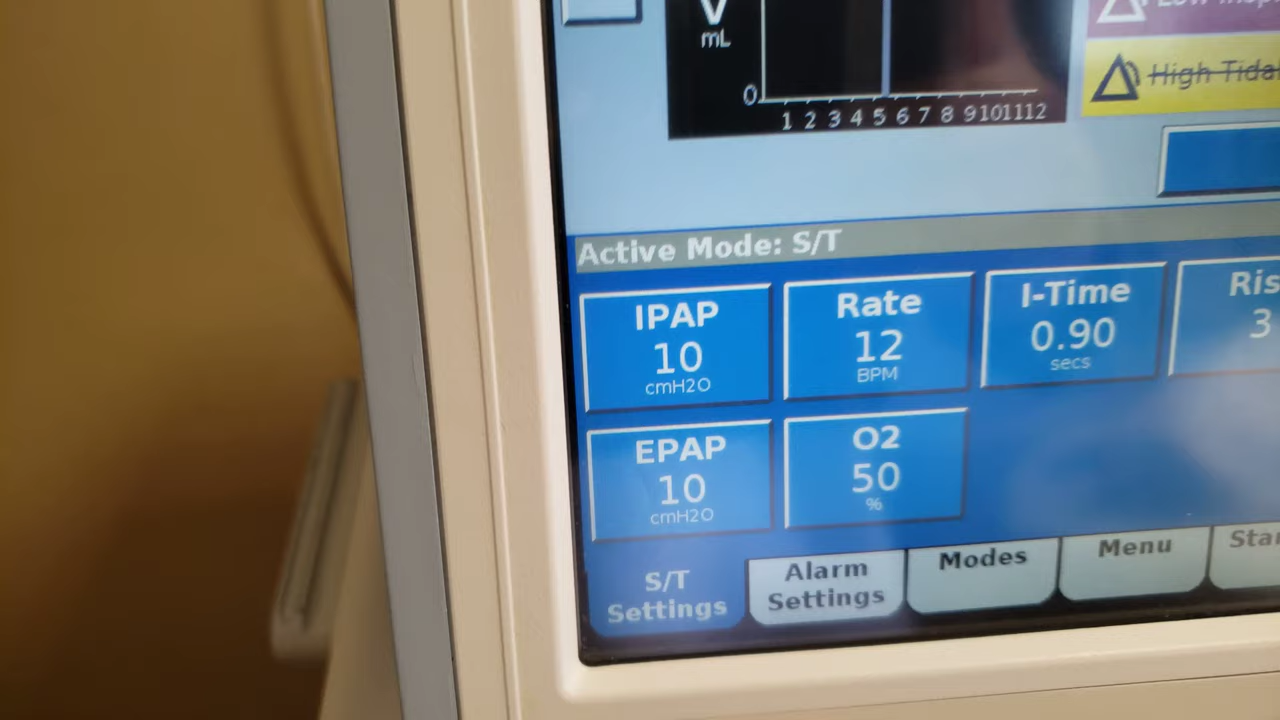 V
mL
0
1 2 3 4 5 6 7 8 9 10 11 12
High
Active Mode: S/T
IPAP
10
cmH2O
Rate
12
BPM
I-Time
0.90
secs
3
EPAP
10
cmH2O
O2
50
%
S/T
Settings
Alarm
Settings
Modes
Menu